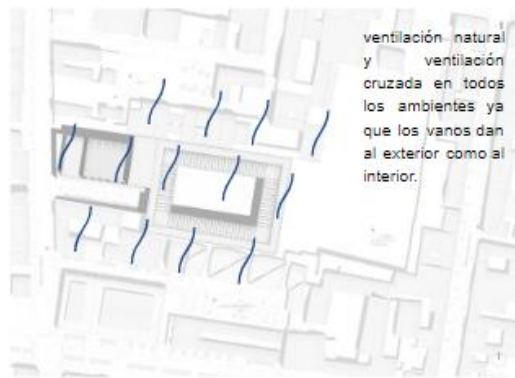 ventilación natural
y ventilación
cruzada en todos
los ambientes ya
que los vanos dan
al exterior como al
interior.